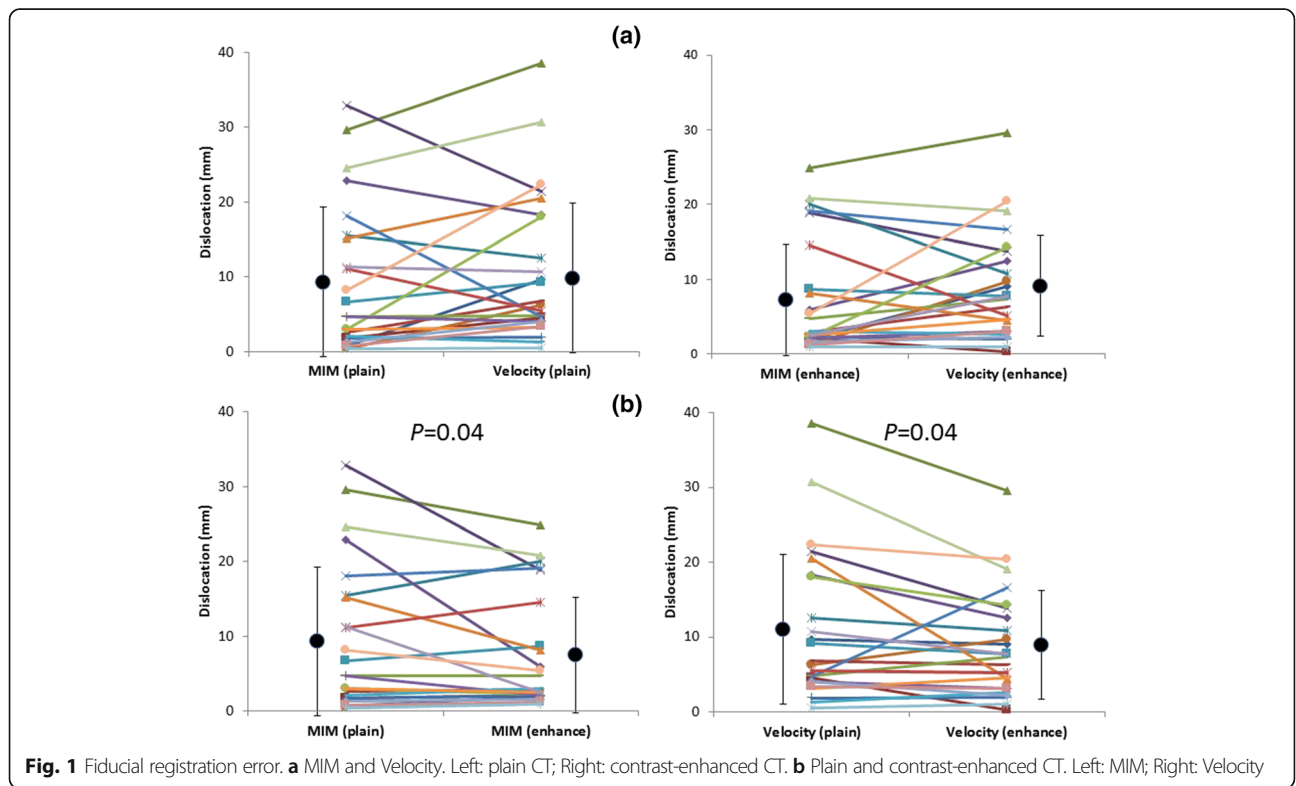 (a)
40
30
20
10
0
Dislocation (mm)
MIM (plain)
Velocity (plain)
40
30
20
10
0
Dislocation (mm)
MIM (enhance)
Velocity (enhance)
(b)
P=0.04
40
30
20
10
0
Dislocation (mm)
MIM (plain)
MIM (enhance)
P=0.04
40
30
20
10
0
Dislocation (mm)
Velocity (plain)
Velocity (enhance)
Fig. 1 Fiducial registration error. a MIM and Velocity. Left: plain CT; Right: contrast-enhanced CT. b Plain and contrast-enhanced CT. Left: MIM; Right: Velocity